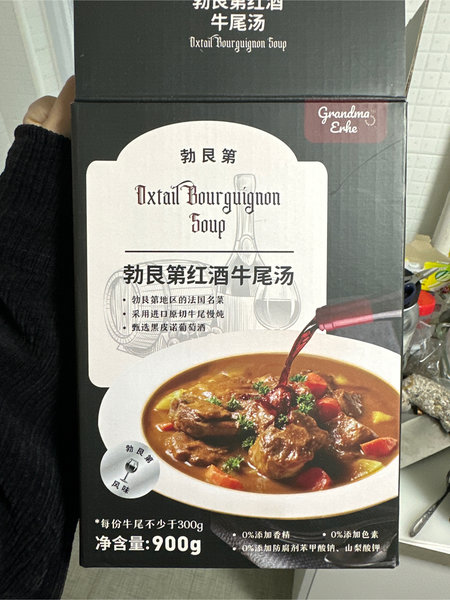 勃艮第红酒
牛尾汤
Oxtail Bourguignon Soup
Grandma's
Erhe
勃艮第
Oxtail Bourguignon
Soup
勃艮第红酒牛尾汤
• 勃艮第地区的法国名菜
• 采用进口原切牛尾慢炖
• 甄选黑皮诺葡萄酒
勃艮第
风味
*每份牛尾不少于300g
净含量:900g
• 0%添加香精 • 0%添加色素
• 0%添加防腐剂苯甲酸钠、山梨酸钾